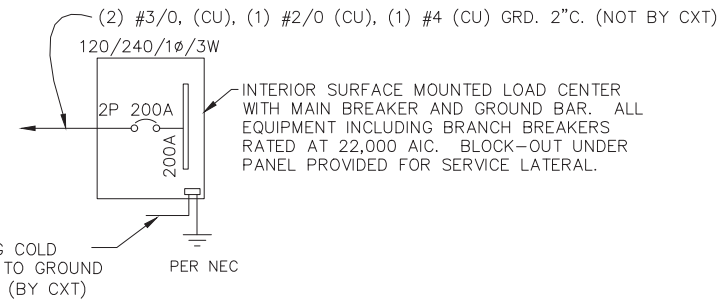 (2) #3/0, (CU), (1) #2/0 (CU), (1) #4 (CU) GRD. 2"C. (NOT BY CXT)
120/240/1ø/3W
2P 200A
200A
INTERIOR SURFACE MOUNTED LOAD CENTER
WITH MAIN BREAKER AND GROUND BAR. ALL
EQUIPMENT INCLUDING BRANCH BREAKERS
RATED AT 22,000 AIC. BLOCK-OUT UNDER
PANEL PROVIDED FOR SERVICE LATERAL.
COLD
TO GROUND
(BY CXT)
PER NEC